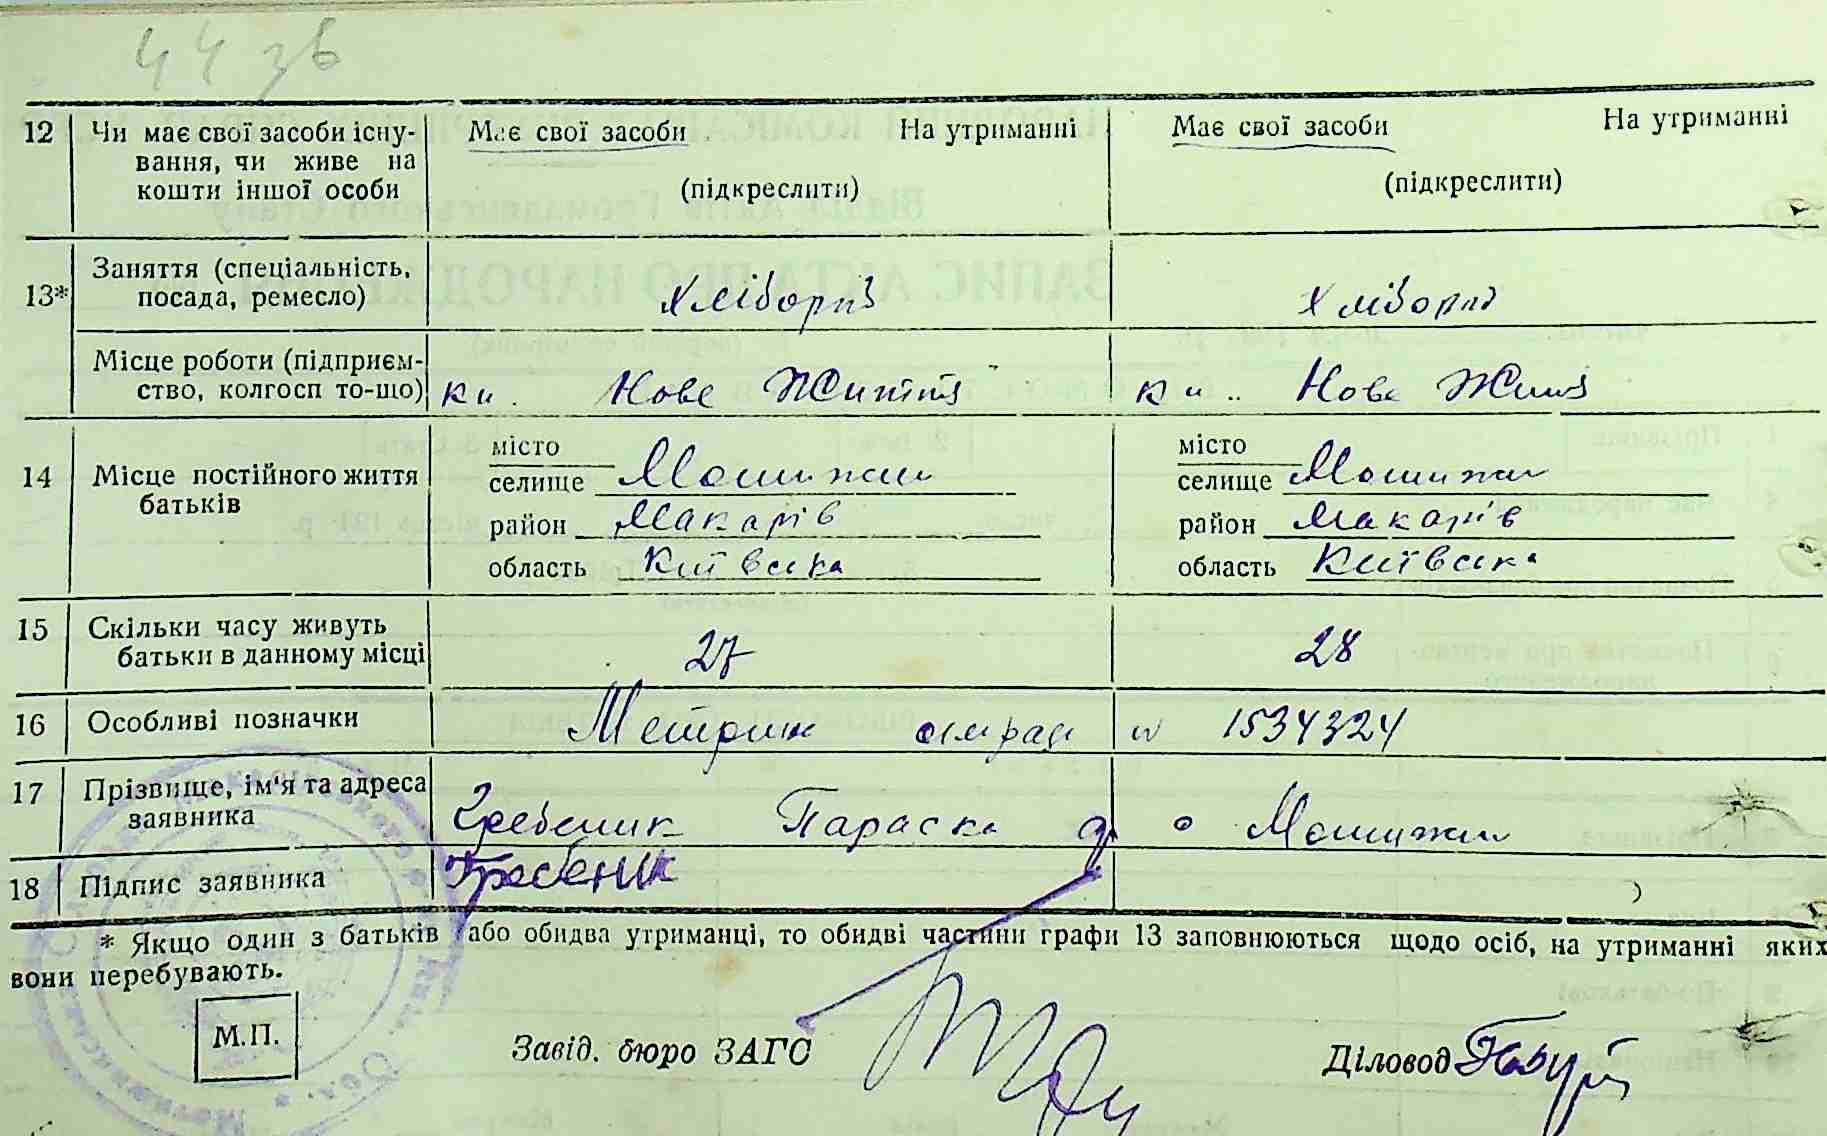 44 зв
12 Чи має свої засоби існу- Має свої засоби На утриманні Має свої засоби На утриманні
вання, чи живе на
кошти іншої особи (підкреслити) (підкреслити)
13* Заняття (спеціальність, посада, ремесло) Хлібороб Хлібороб
Місце роботи (підприєм-
ство, колгосп то-що) Нове Життя Нове Життя
14 Місце постійного життя батьків
місто місто
селище Мотижин селище Мотижин
район Макарів район Макарів
область Київська область Київська
15 Скільки часу живуть
батьки в данному місці 27 28
16 Особливі позначки № 1534324
17 Прізвище, ім'я та адреса
заявника Гребеник Параска Мотижин
18 Підпис заявника Гребеник
* Якщо один з батьків або обидва утриманці, то обидві частини графи 13 заповнюються щодо осіб, на утриманні яких
вони перебувають.
М.П. Завід. бюро ЗАГС Діловод